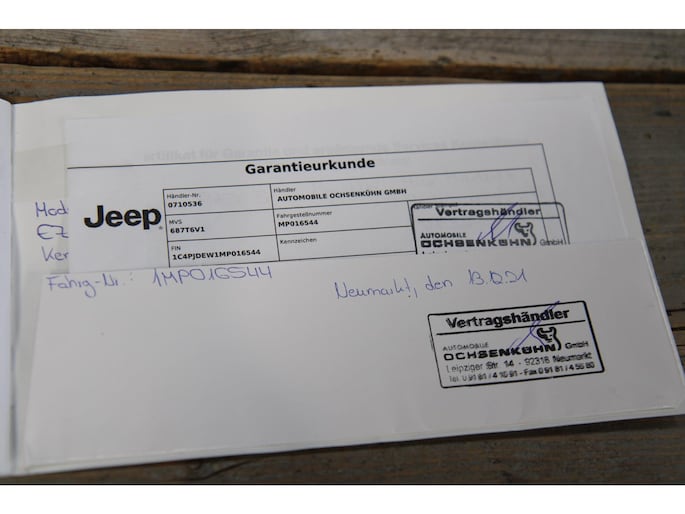 Garantieurkunde
Jeep
Händler-Nr.
0710536
Händler
AUTOMOBILE OCHSENKÜHN GMBH
MVS
687T6V1
Fahrgestellnummer
MP016544
FIN
1C4PJDEW1MP016544
Kennzeichen
Vertragshändler
AUTOMOBILE
OCHSENKÜHN GmbH
Mod
EZ
Ken
Fahrg-Nr.: 1MP016544
Neumarkt, den 13.12.21
Vertragshändler
AUTOMOBILE
OCHSENKÜHN GmbH
Leipziger Str. 14 - 92318 Neumarkt
Tel. 0 91 81 / 4 10 91 - Fax 0 91 81 / 4 55 80